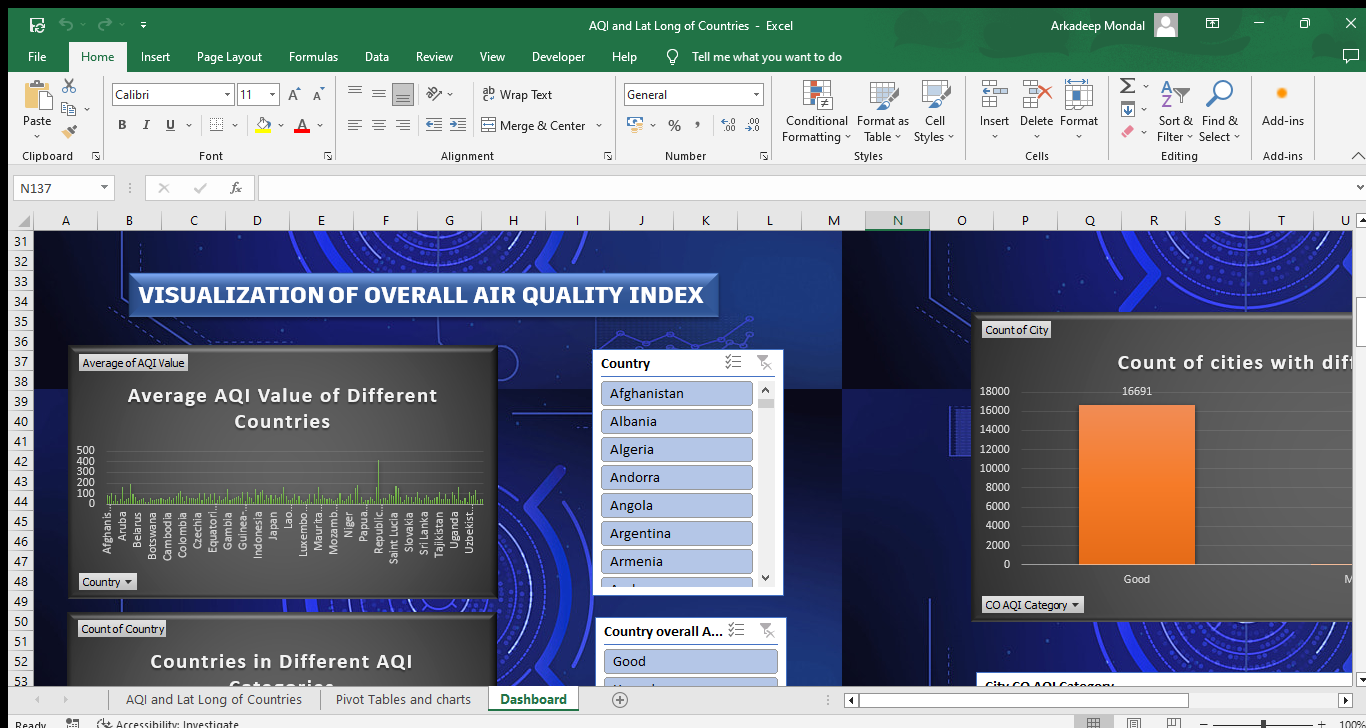 AQI and Lat Long of Countries - Excel
Arkadeep Mondal
File Home Insert Page Layout Formulas Data Review View Developer Help Tell me what you want to do
Paste
Clipboard
Calibri 11
B I U
Font
Wrap Text
Merge & Center
Alignment
General
Number
Conditional Formatting
Format as Table
Cell Styles
Styles
Insert Delete Format
Cells
Sort & Filter
Find & Select
Editing
Add-ins
Add-ins
N137
fx
A B C D E F G H I J K L M N O P Q R S T U
31
32
33
34
35
36
37
38
39
40
41
42
43
44
45
46
47
48
49
50
51
52
53
VISUALIZATION OF OVERALL AIR QUALITY INDEX
Average of AQI Value
Average AQI Value of Different
Countries
500
400
300
200
100
0
Afghanis...
Aruba
Belarus
Botswana
Cambodia
Colombia
Czechia
Equatori...
Gambia
Guinea-...
Indonesia
Japan
Lao...
Luxembo...
Maurita...
Mozamb...
Niger
Papua...
Republic...
Saint Lucia
Slovakia
Sri Lanka
Tajikistan
Uganda
Uzbekist...
Country
Country
Afghanistan
Albania
Algeria
Andorra
Angola
Argentina
Armenia
Count of Country
Countries in Different AQI
Categories
Country overall A...
Good
Count of City
Count of cities with diff
18000
16000
14000
12000
10000
8000
6000
4000
2000
0
16691
Good
M
CO AQI Category
City CO AQI Category
AQI and Lat Long of Countries Pivot Tables and charts Dashboard
Ready Accessibility: Investigate 100%